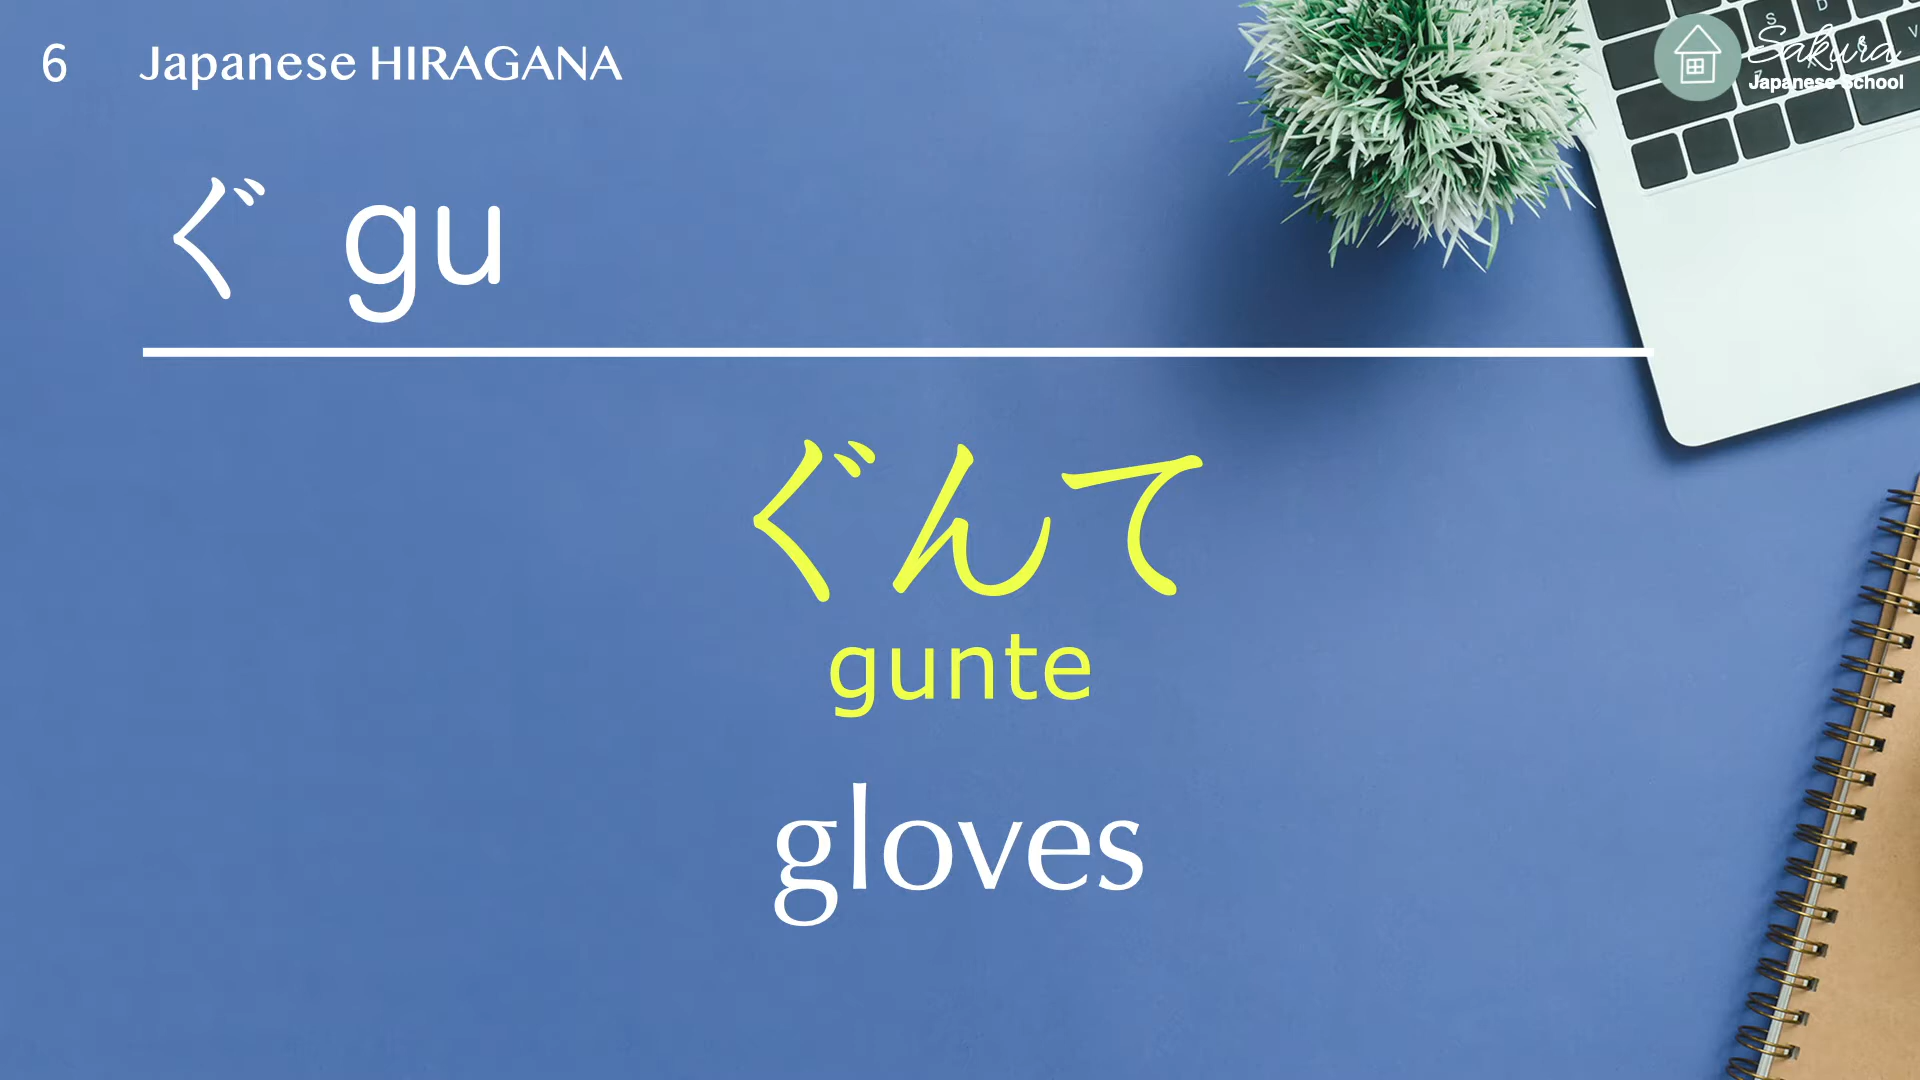 6 Japanese HIRAGANA
Sakura
Japanese School
ぐ gu
ぐんて
gunte
gloves